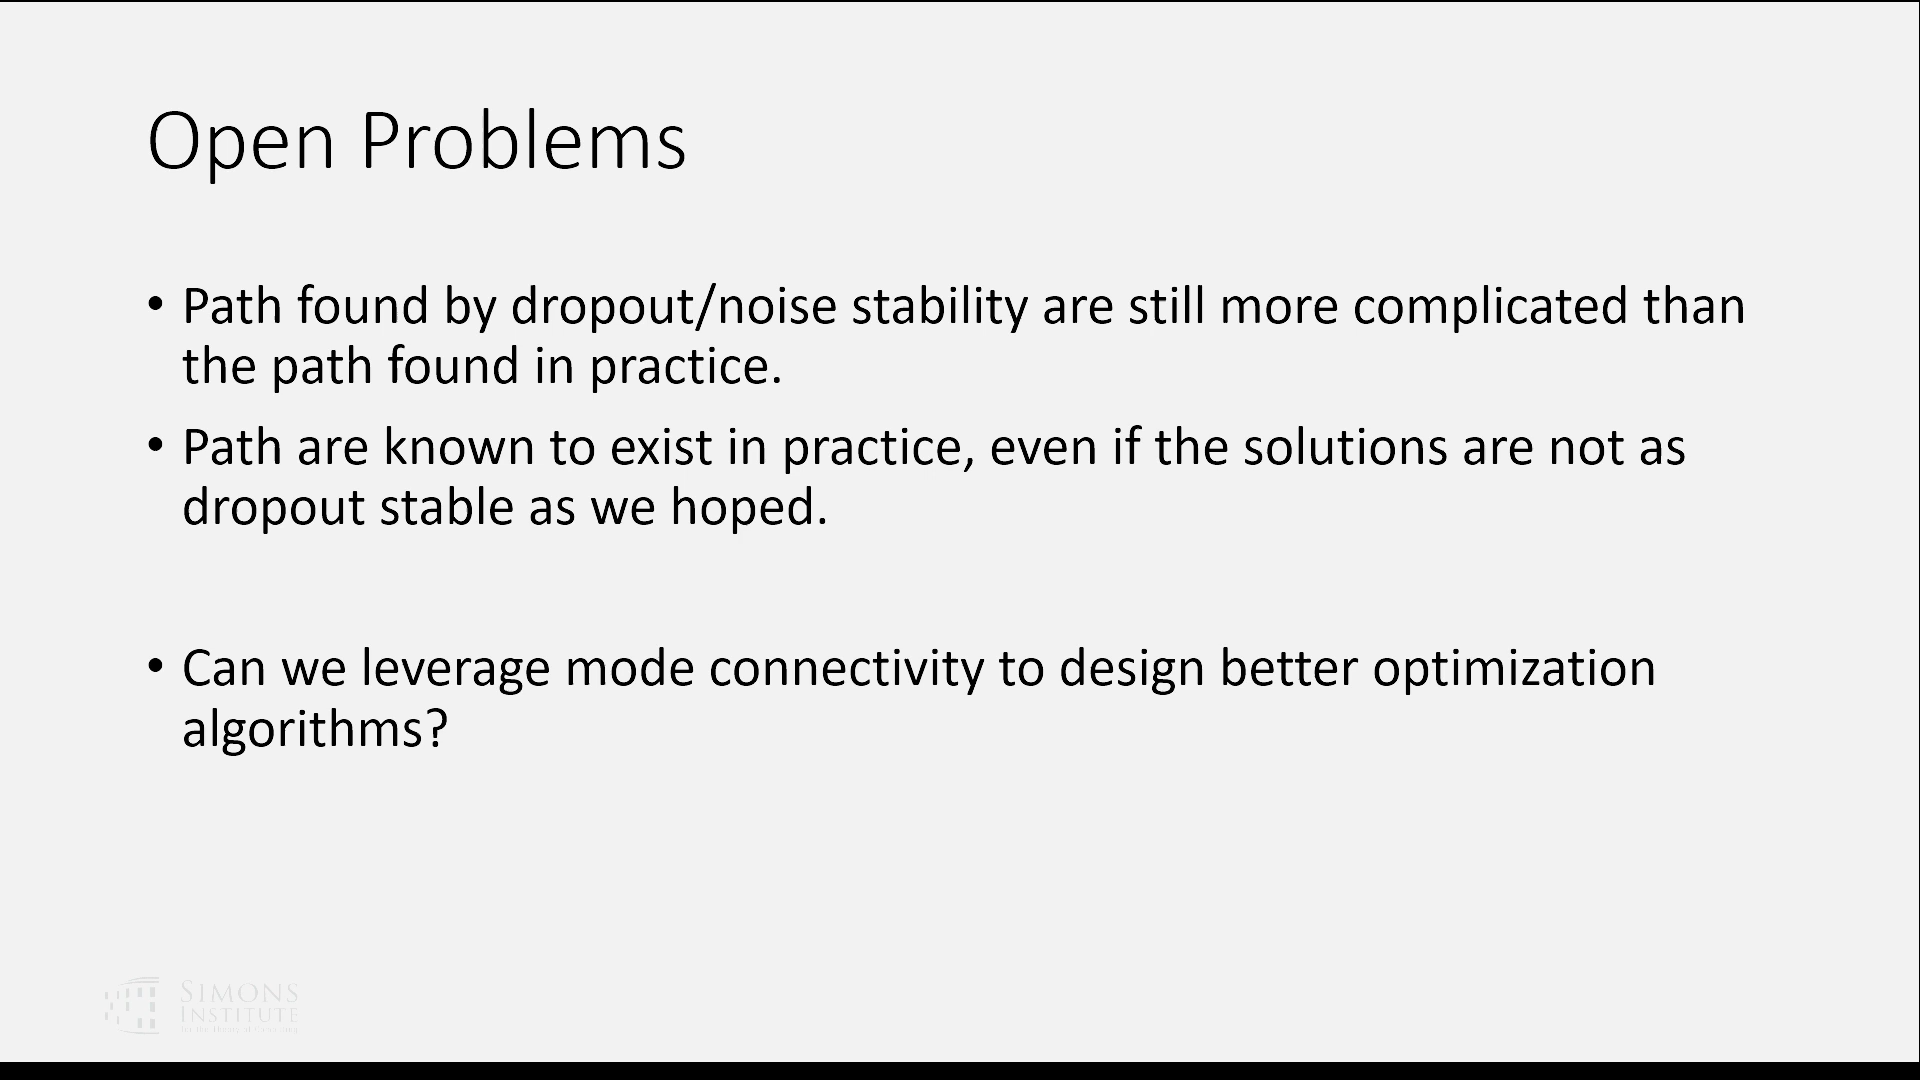 Open Problems
• Path found by dropout/noise stability are still more complicated than
the path found in practice.
• Path are known to exist in practice, even if the solutions are not as
dropout stable as we hoped.
• Can we leverage mode connectivity to design better optimization
algorithms?
SIMONS
INSTITUTE